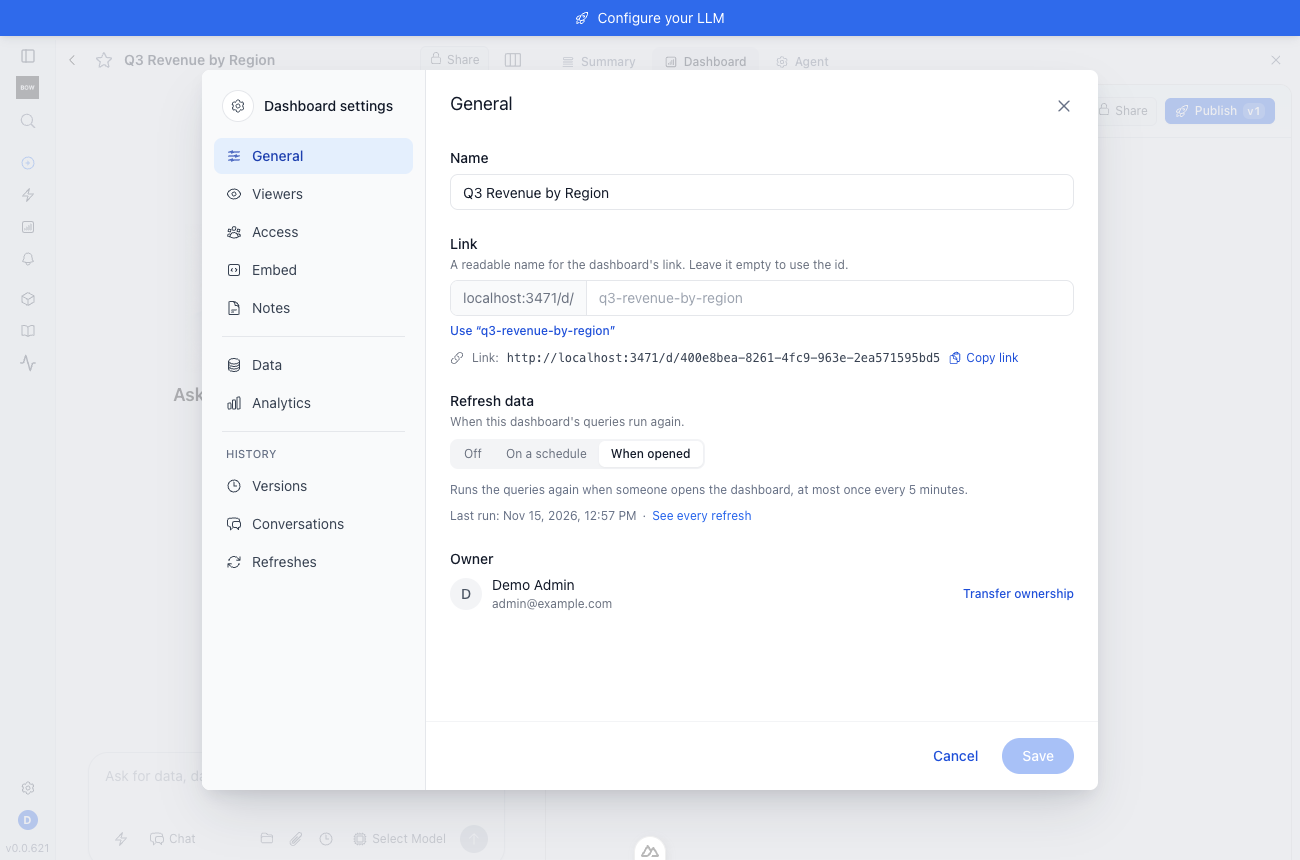 Configure your LLM
BOW
Q3 Revenue by Region
Share
Summary
Dashboard
Agent
Share
Publish v1
Dashboard settings
General
Viewers
Access
Embed
Notes
Data
Analytics
HISTORY
Versions
Conversations
Refreshes
General
Name
Q3 Revenue by Region
Link
A readable name for the dashboard's link. Leave it empty to use the id.
localhost:3471/d/ q3-revenue-by-region
Use “q3-revenue-by-region”
Link: http://localhost:3471/d/400e8bea-8261-4fc9-963e-2ea571595bd5 Copy link
Refresh data
When this dashboard's queries run again.
Off On a schedule When opened
Runs the queries again when someone opens the dashboard, at most once every 5 minutes.
Last run: Nov 15, 2026, 12:57 PM · See every refresh
Owner
D
Demo Admin
admin@example.com
Transfer ownership
Cancel
Save
Ask
Ask for data, da
Chat
Select Model
D
v0.0.621